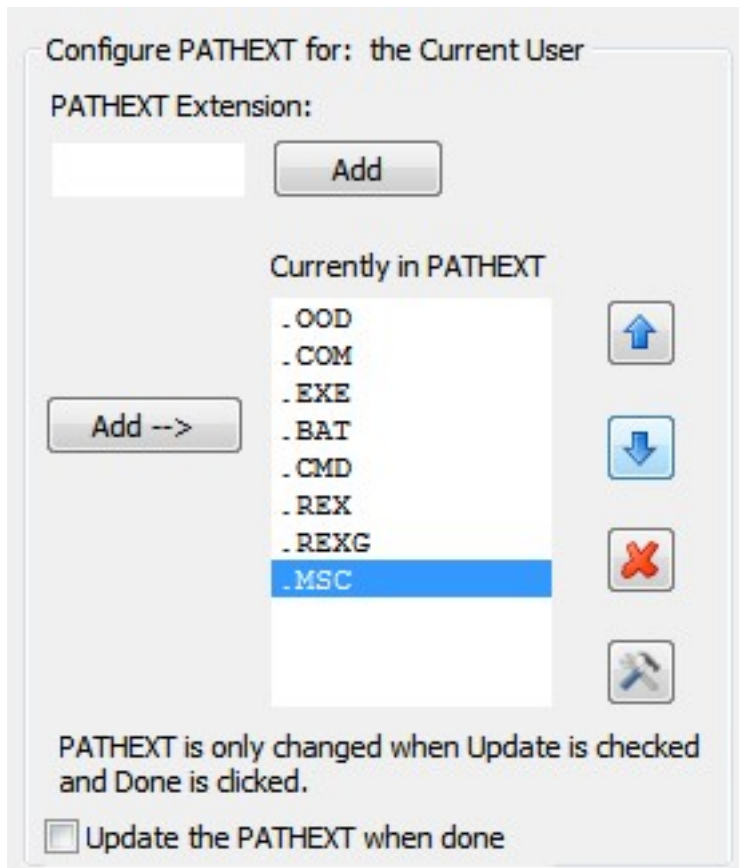 Configure PATHEXT for: the Current User
PATHEXT Extension:
Add
Currently in PATHEXT
.OOD
.COM
.EXE
Add -->
.BAT
.CMD
.REX
.REXG
.MSC
PATHEXT is only changed when Update is checked
and Done is clicked.
Update the PATHEXT when done